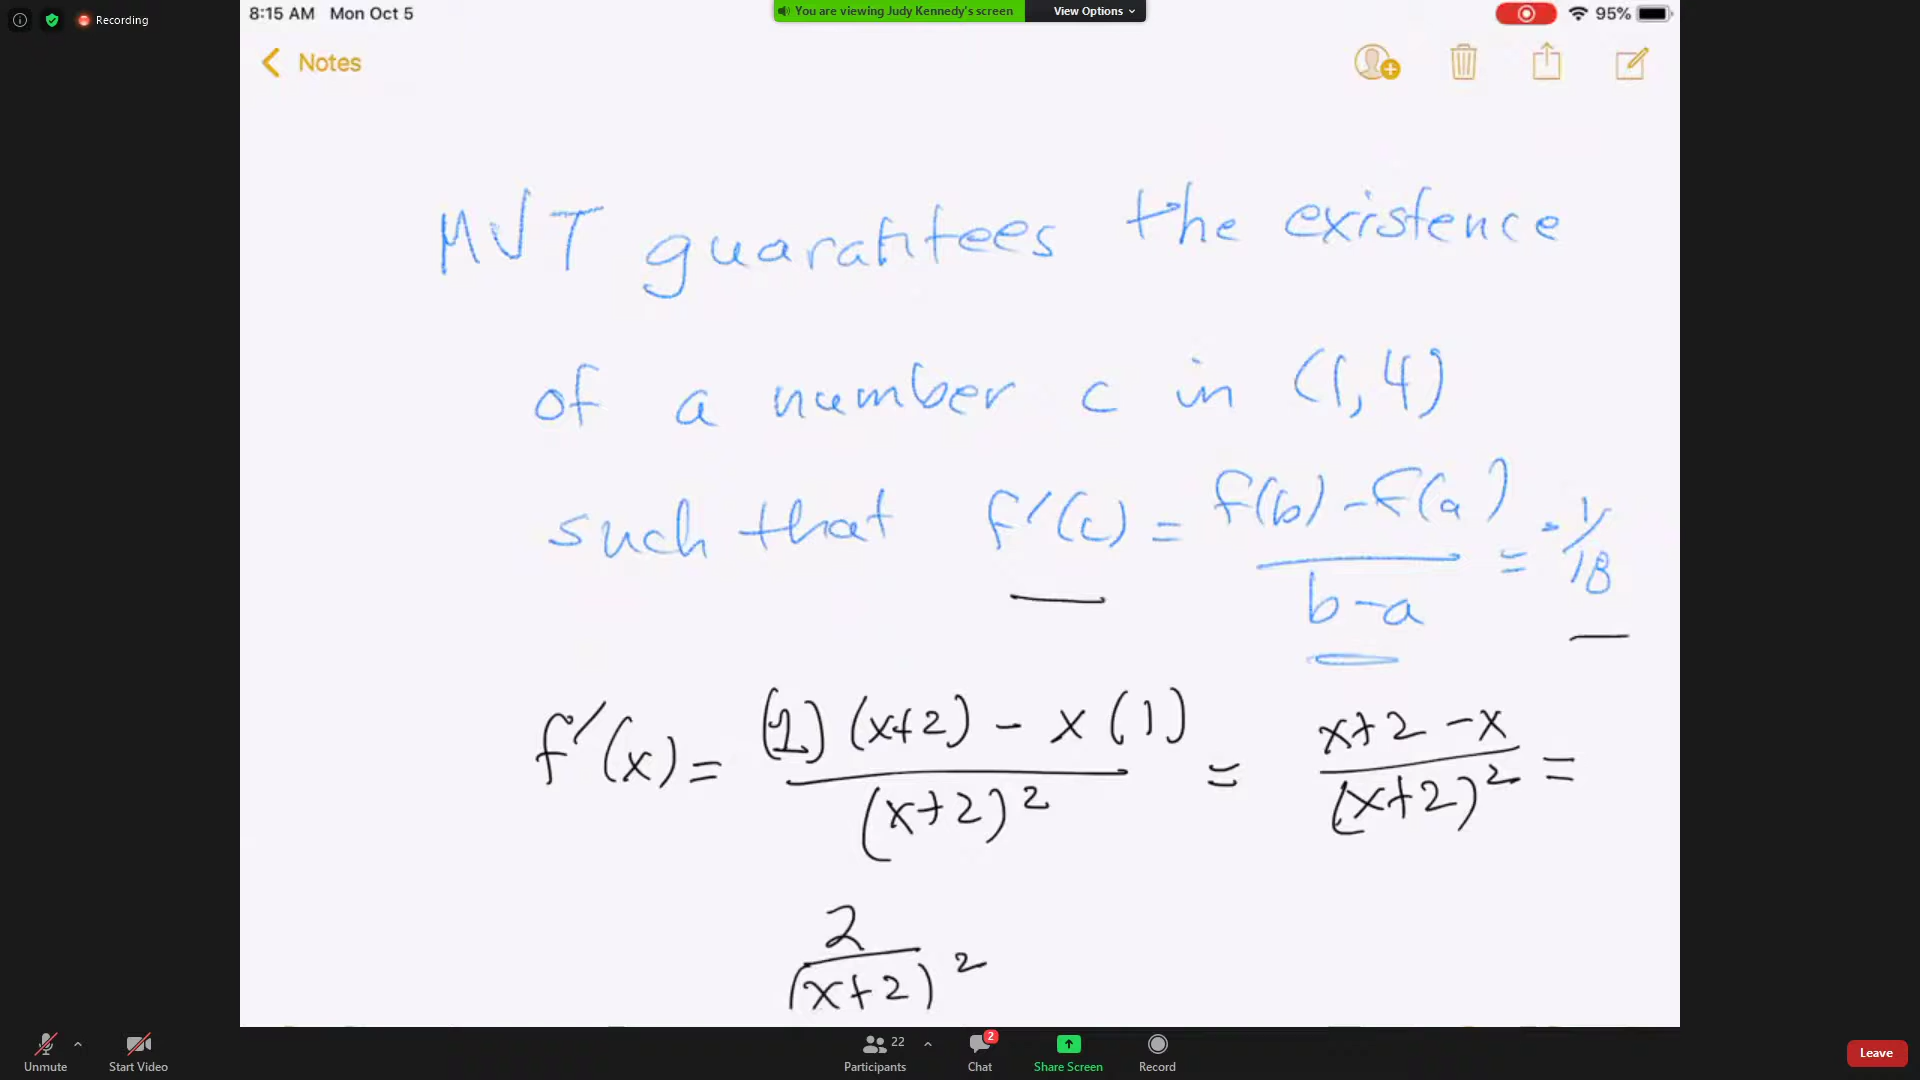 8:15 AM Mon Oct 5
Recording
You are viewing Judy Kennedy's screen
View Options
95%
Notes
MVT guarantees the existence
of a number c in (1,4)
such that f'(c) = f(b) - f(a) / b-a = -1/18
f'(x) = (1)(x+2) - x(1) / (x+2)² = x+2-x / (x+2)² =
2 / (x+2)²
Unmute
Start Video
22
Participants
2
Chat
Share Screen
Record
Leave